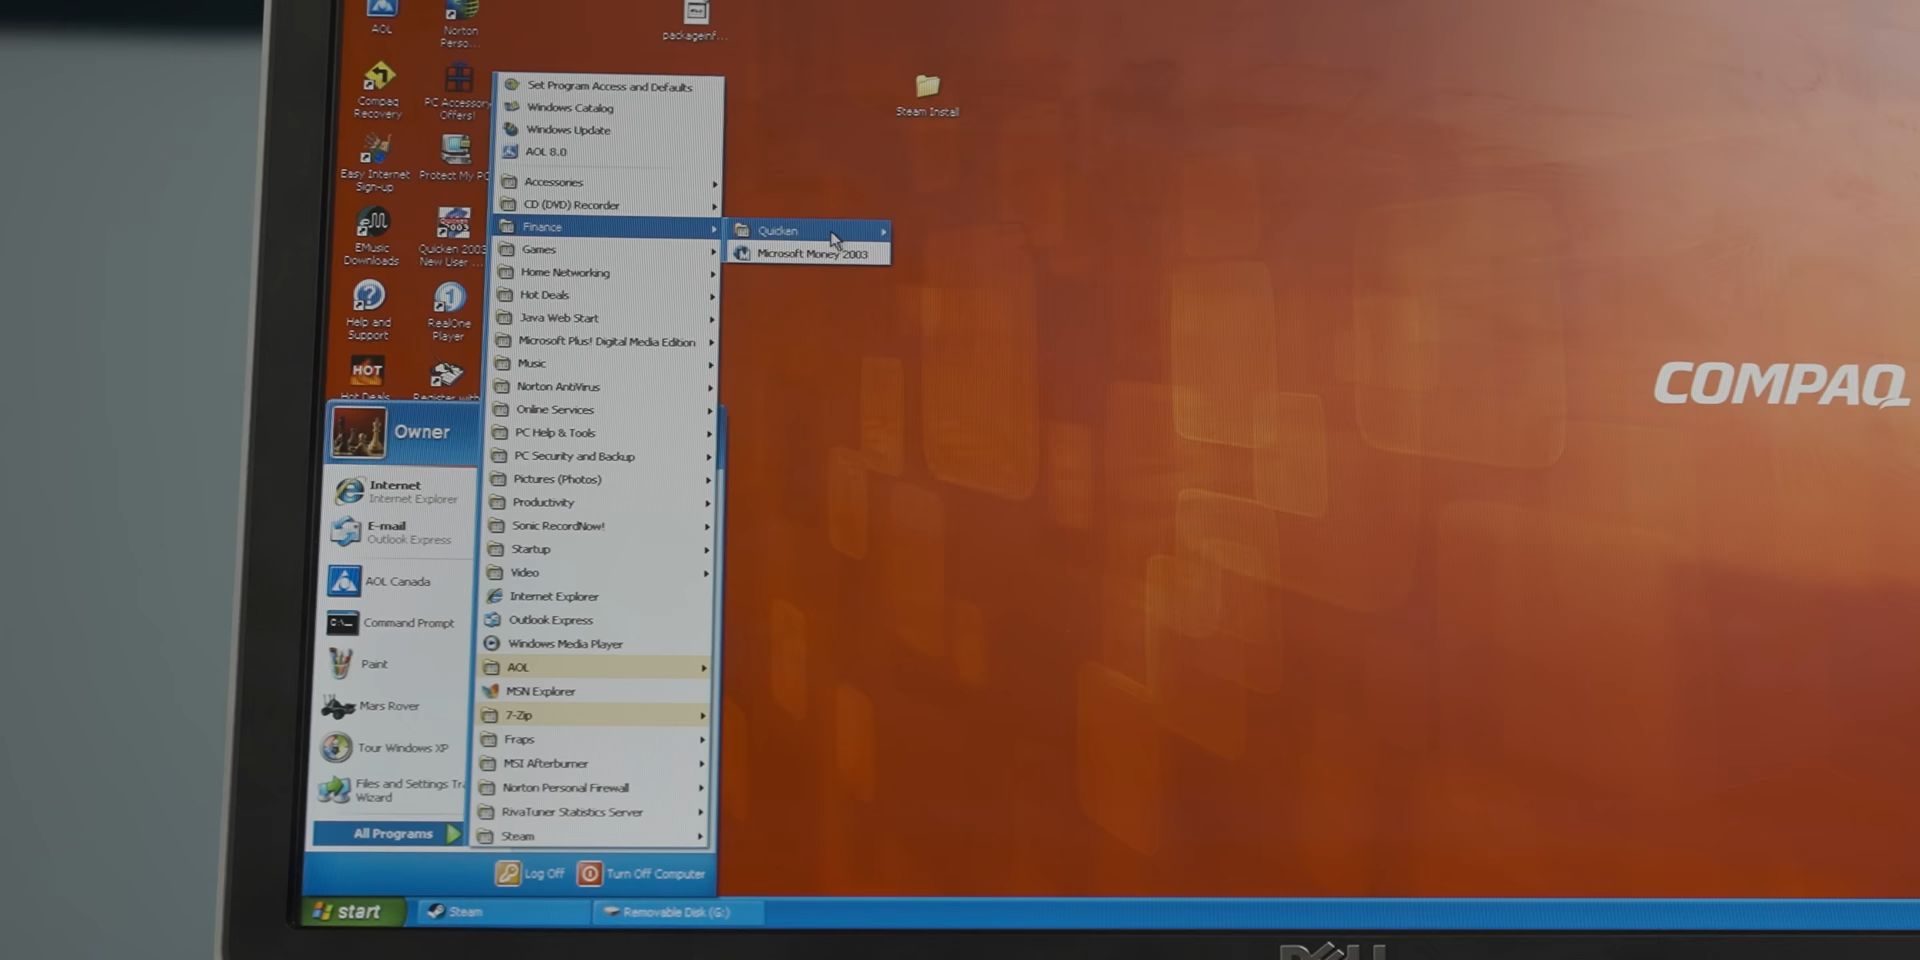 AOL
Norton
Perso...
packageinf...
Compaq
Recovery
PC Accessory
Offers!
Steam Install
Easy Internet
Sign-up
Protect My PC
EMusic
Downloads
Quicken 2003
New User ...
Help and
Support
RealOne
Player
HOT
Hot Deals
Register with
Set Program Access and Defaults
Windows Catalog
Windows Update
AOL 8.0
Accessories
CD (DVD) Recorder
Finance
Games
Home Networking
Hot Deals
Java Web Start
Microsoft Plus! Digital Media Edition
Music
Norton AntiVirus
Online Services
PC Help & Tools
PC Security and Backup
Pictures (Photos)
Productivity
Sonic RecordNow!
Startup
Video
Internet Explorer
Outlook Express
Windows Media Player
AOL
MSN Explorer
7-Zip
Fraps
MSI Afterburner
Norton Personal Firewall
RivaTuner Statistics Server
Steam
Quicken
Microsoft Money 2003
COMPAQ
Owner
Internet
Internet Explorer
E-mail
Outlook Express
AOL Canada
Command Prompt
Paint
Mars Rover
Tour Windows XP
Files and Settings Tr
Wizard
All Programs
Log Off
Turn Off Computer
start
Steam
Removable Disk (G:)
DELL